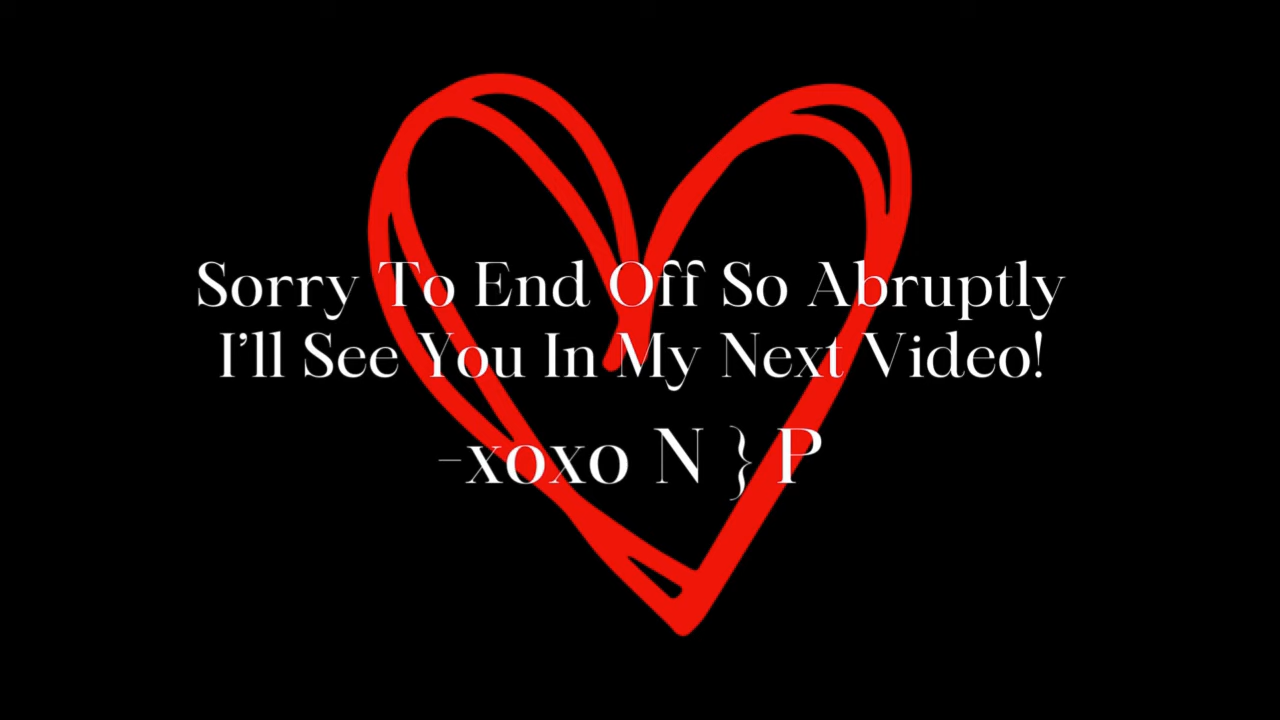 Sorry To End Off So Abruptly
I'll See You In My Next Video!
-xoxo N } P